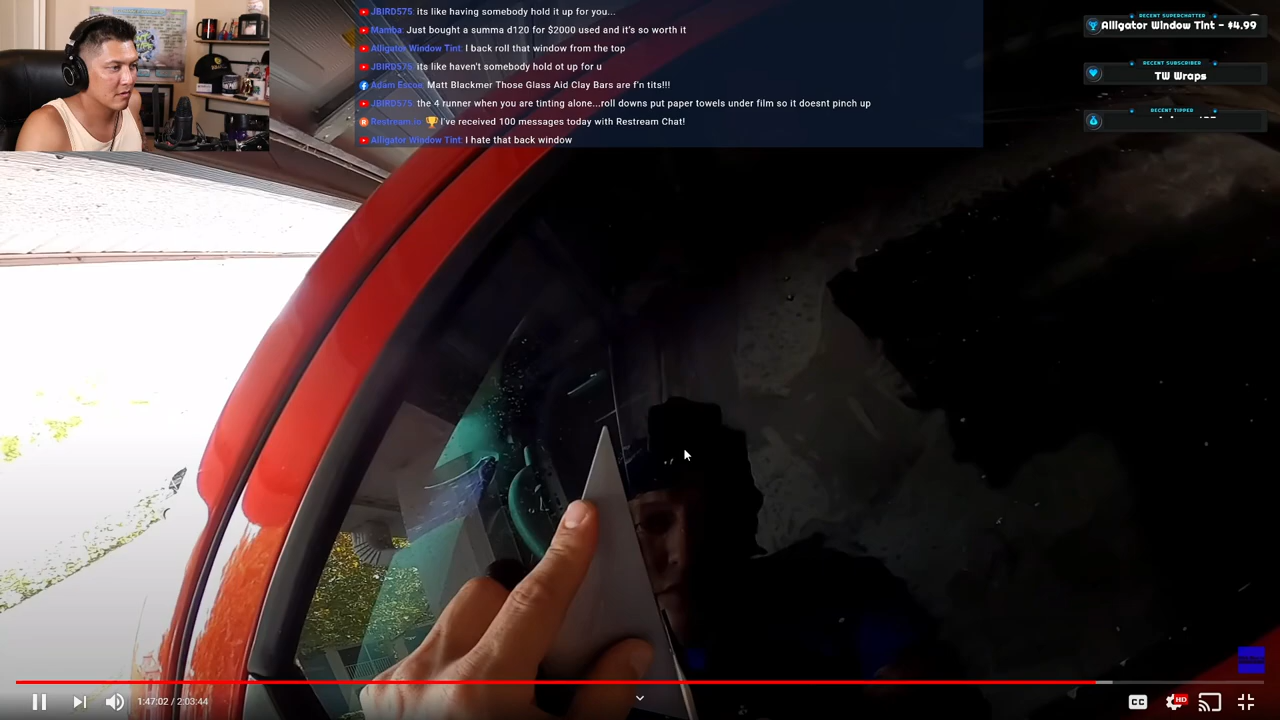 JBIRD575: its like having somebody hold it up for you...
Mamba: Just bought a summa d120 for $2000 used and it's so worth it
Alligator Window Tint: I back roll that window from the top
JBIRD575: its like haven't somebody hold ot up for u
Adam Escoe: Matt Blackmer Those Glass Aid Clay Bars are f'n tits!!!
JBIRD575: the 4 runner when you are tinting alone...roll downs put paper towels under film so it doesnt pinch up
Restream.io: 🏆 I've received 100 messages today with Restream Chat!
Alligator Window Tint: I hate that back window
RECENT SUPERCHATTER
Alligator Window Tint - $4.99
RECENT SUBSCRIBER
TW Wraps
RECENT TIPPER
1:47:02 / 2:03:44
CC
HD